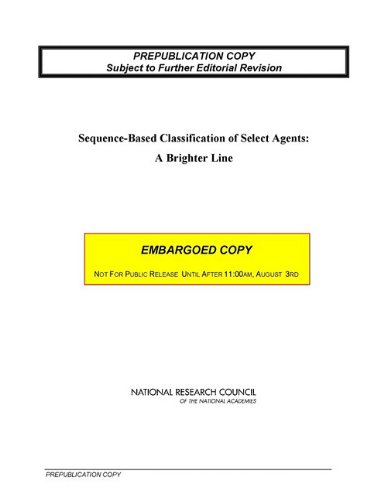 PREPUBLICATION COPY
Subject to Further Editorial Revision
Sequence-Based Classification of Select Agents:
A Brighter Line
EMBARGOED COPY
NOT FOR PUBLIC RELEASE UNTIL AFTER 11:00AM, AUGUST 3RD
NATIONAL RESEARCH COUNCIL
OF THE NATIONAL ACADEMIES
PREPUBLICATION COPY